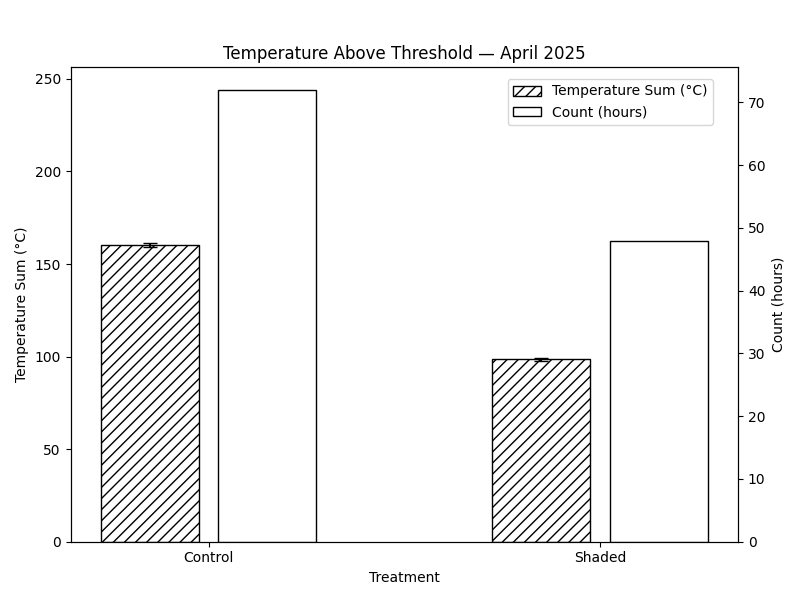 Temperature Above Threshold — April 2025
Temperature Sum (°C)
Count (hours)
250
200
150
100
50
0
Temperature Sum (°C)
70
60
50
40
30
20
10
0
Count (hours)
Control
Shaded
Treatment